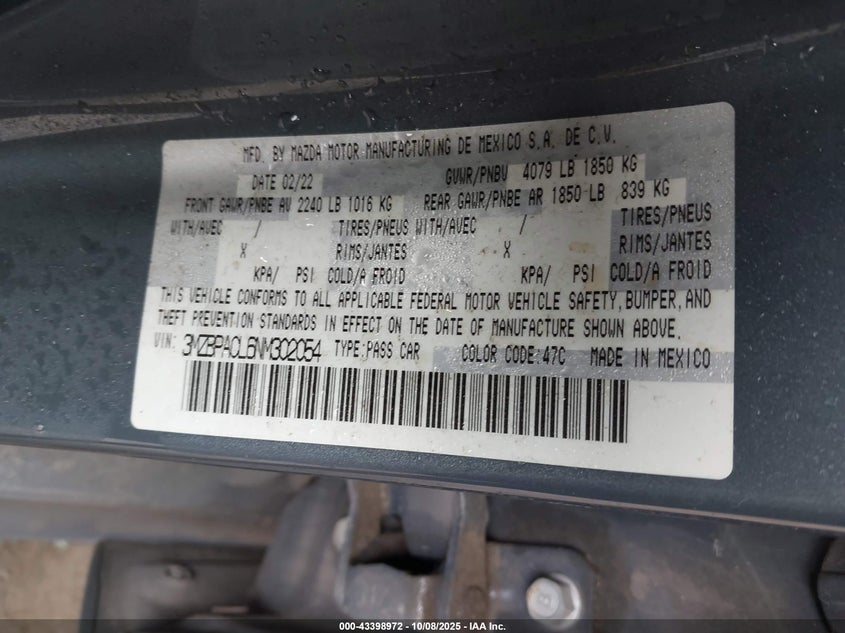 MFD. BY MAZDA MOTOR MANUFACTURING DE MEXICO S.A. DE C.V.
DATE 02/22 GVWR/PNBV 4079 LB 1850 KG
FRONT GAWR/PNBE AV 2240 LB 1016 KG REAR GAWR/PNBE AR 1850 LB 839 KG
WITH/AVEC / TIRES/PNEUS WITH/AVEC / TIRES/PNEUS
X RIMS/JANTES X RIMS/JANTES
KPA/ PSI COLD/A FROID KPA/ PSI COLD/A FROID
THIS VEHICLE CONFORMS TO ALL APPLICABLE FEDERAL MOTOR VEHICLE SAFETY, BUMPER, AND
THEFT PREVENTION STANDARDS IN EFFECT ON THE DATE OF MANUFACTURE SHOWN ABOVE.
VIN: 3MZBPAOL6NM302054 TYPE:PASS CAR COLOR CODE:47C MADE IN MEXICO
000-43398972 - 10/08/2025 - IAA Inc.